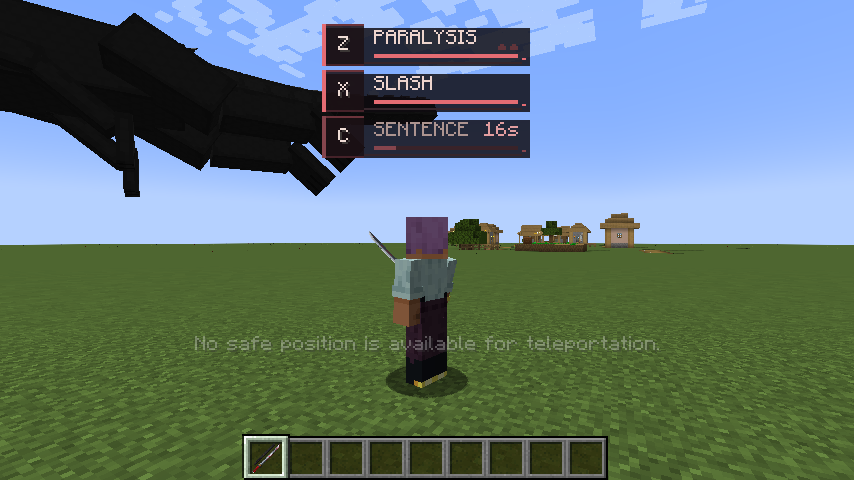 Z PARALYSIS
X SLASH
C SENTENCE 16s
No safe position is available for teleportation.